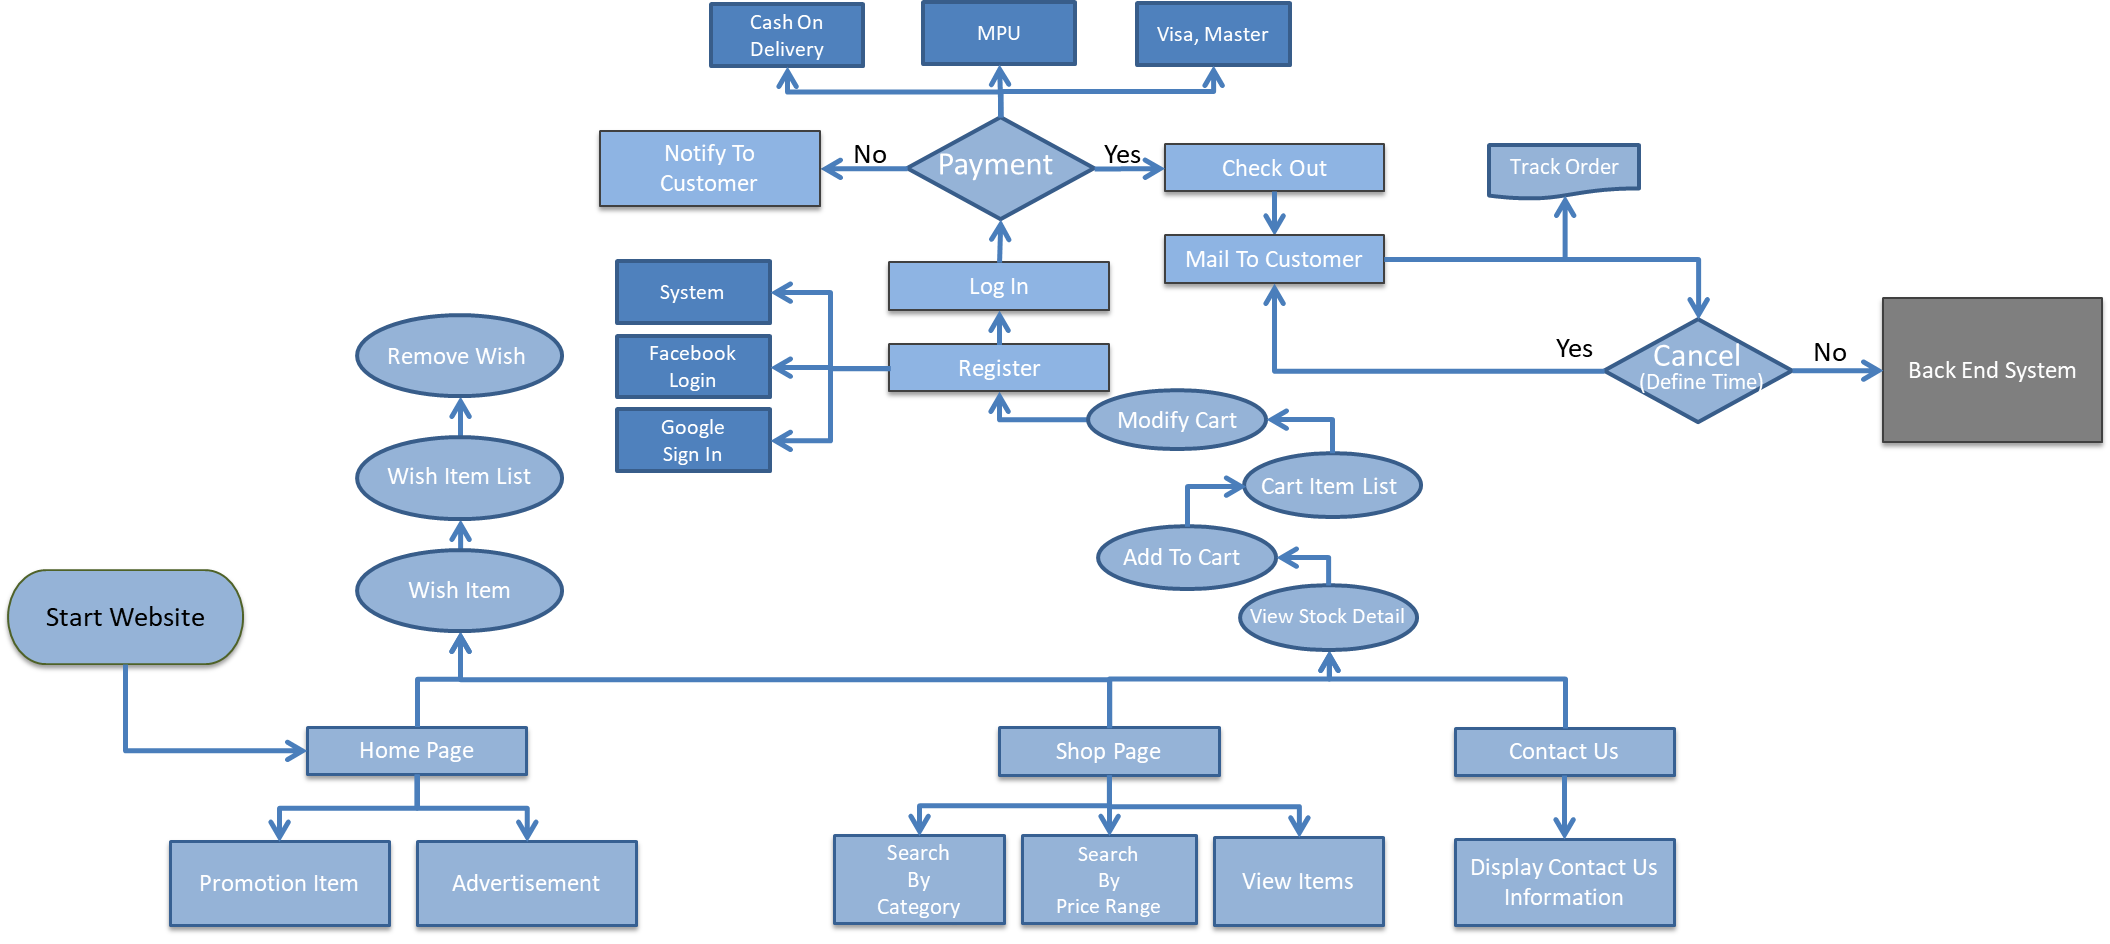 Cash On
Delivery
MPU
Visa, Master
Notify To
Customer
No
Payment
Yes
Check Out
Track Order
Mail To Customer
System
Log In
Facebook
Login
Register
Google
Sign In
Yes
Cancel
(Define Time)
No
Back End System
Remove Wish
Modify Cart
Wish Item List
Cart Item List
Add To Cart
Wish Item
View Stock Detail
Start Website
Home Page
Shop Page
Contact Us
Promotion Item
Advertisement
Search
By
Category
Search
By
Price Range
View Items
Display Contact Us
Information